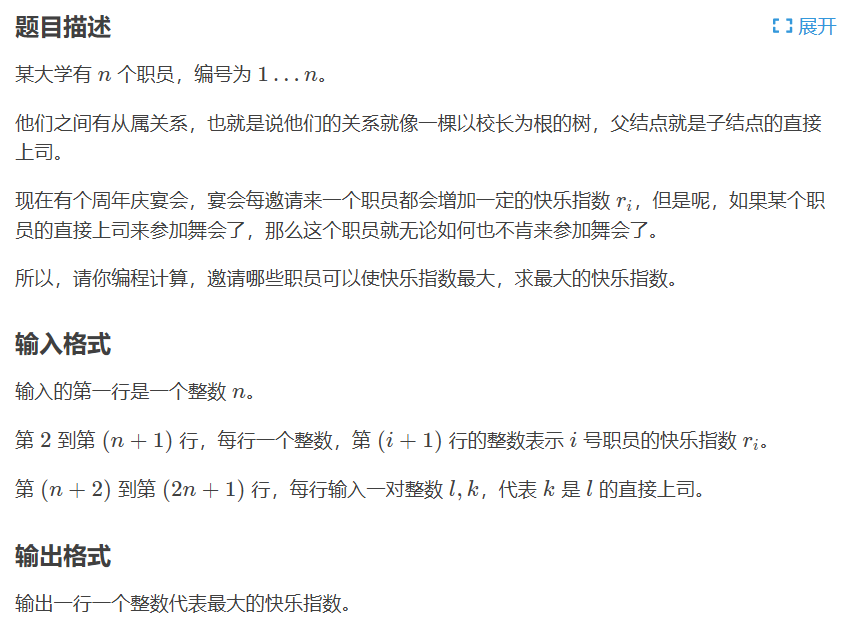 题目描述
展开
某大学有 n 个职员，编号为 1…n。
他们之间有从属关系，也就是说他们的关系就像一棵以校长为根的树，父结点就是子结点的直接
上司。
现在有个周年庆宴会，宴会每邀请来一个职员都会增加一定的快乐指数 rᵢ，但是呢，如果某个职
员的直接上司来参加舞会了，那么这个职员就无论如何也不肯来参加舞会了。
所以，请你编程计算，邀请哪些职员可以使快乐指数最大，求最大的快乐指数。
输入格式
输入的第一行是一个整数 n。
第 2 到第 (n + 1) 行，每行一个整数，第 (i + 1) 行的整数表示 i 号职员的快乐指数 rᵢ。
第 (n + 2) 到第 (2n + 1) 行，每行输入一对整数 l, k，代表 k 是 l 的直接上司。
输出格式
输出一行一个整数代表最大的快乐指数。